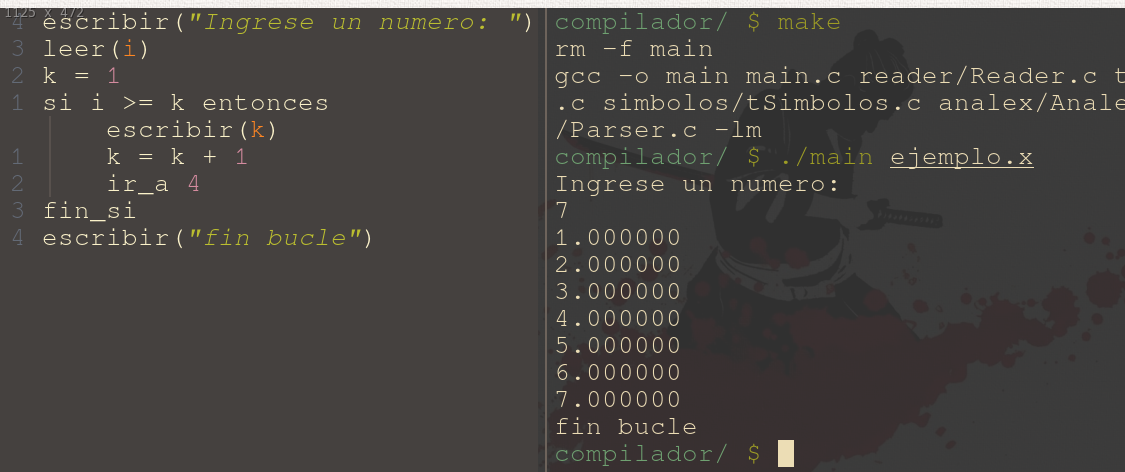 1125 x 472
4 escribir("Ingrese un numero: ")
3 leer(i)
2 k = 1
1 si i >= k entonces
escribir(k)
1 k = k + 1
2 ir_a 4
3 fin_si
4 escribir("fin bucle")
compilador/ $ make
rm -f main
gcc -o main main.c reader/Reader.c t
.c simbolos/tSimbolos.c analex/Anale
/Parser.c -lm
compilador/ $ ./main ejemplo.x
Ingrese un numero:
7
1.000000
2.000000
3.000000
4.000000
5.000000
6.000000
7.000000
fin bucle
compilador/ $